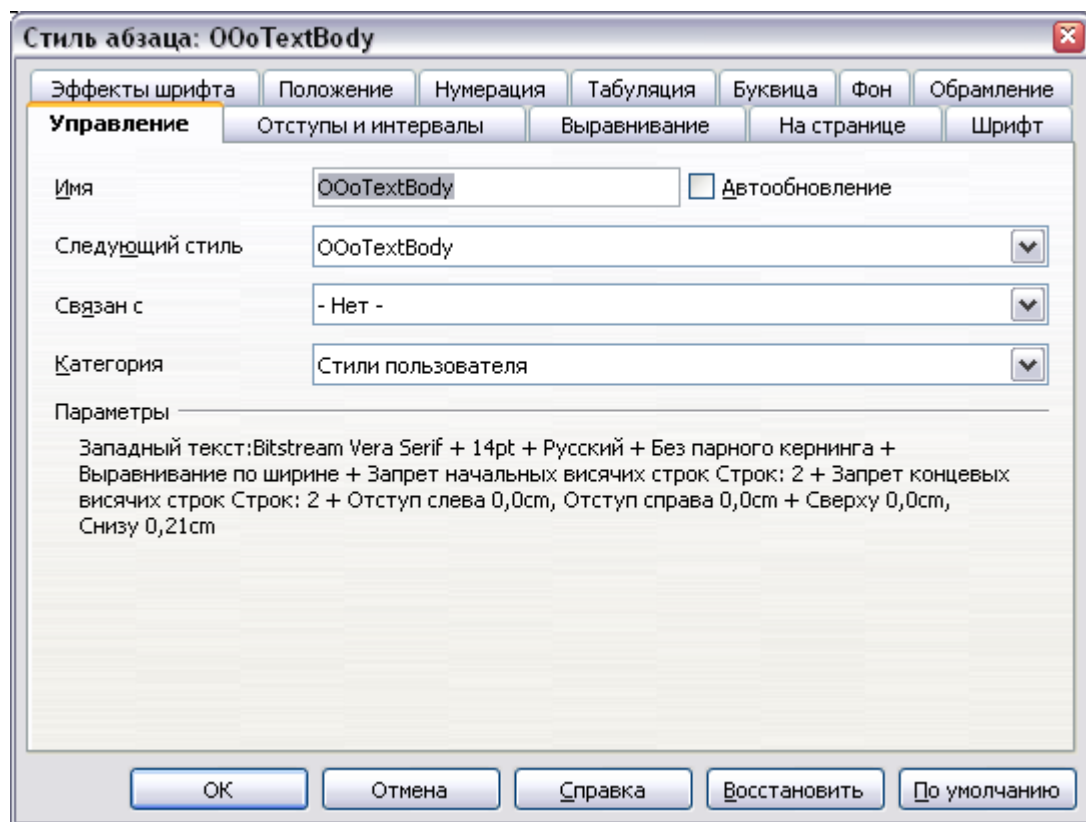 Стиль абзаца: OOoTextBody
Эффекты шрифта Положение Нумерация Табуляция Буквица Фон Обрамление
Управление Отступы и интервалы Выравнивание На странице Шрифт
Имя OOoTextBody Автообновление
Следующий стиль OOoTextBody
Связан с - Нет -
Категория Стили пользователя
Параметры
Западный текст:Bitstream Vera Serif + 14pt + Русский + Без парного кернинга +
Выравнивание по ширине + Запрет начальных висячих строк Строк: 2 + Запрет концевых
висячих строк Строк: 2 + Отступ слева 0,0cm, Отступ справа 0,0cm + Сверху 0,0cm,
Снизу 0,21cm
ОК Отмена Справка Восстановить По умолчанию